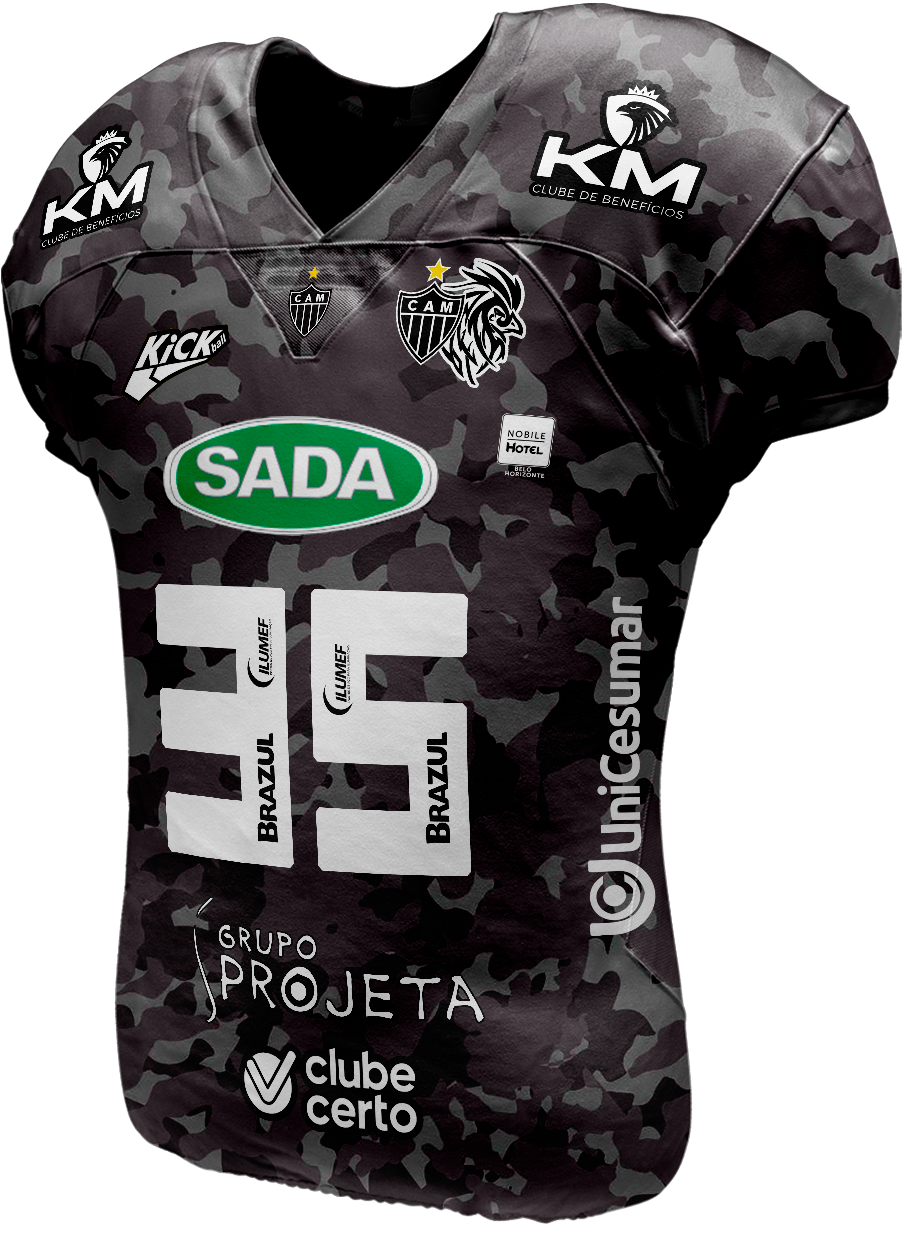 KM
CLUBE DE BENEFÍCIOS
KM
CLUBE DE BENEFÍCIOS
CAM
CAM
KiCK
ball
SADA
NOBILE
HOTEL
BELO
HORIZONTE
35
ILUMEF
ILUMEF
BRAZUL
BRAZUL
UniCesumar
GRUPO
PROJETA
clube
certo